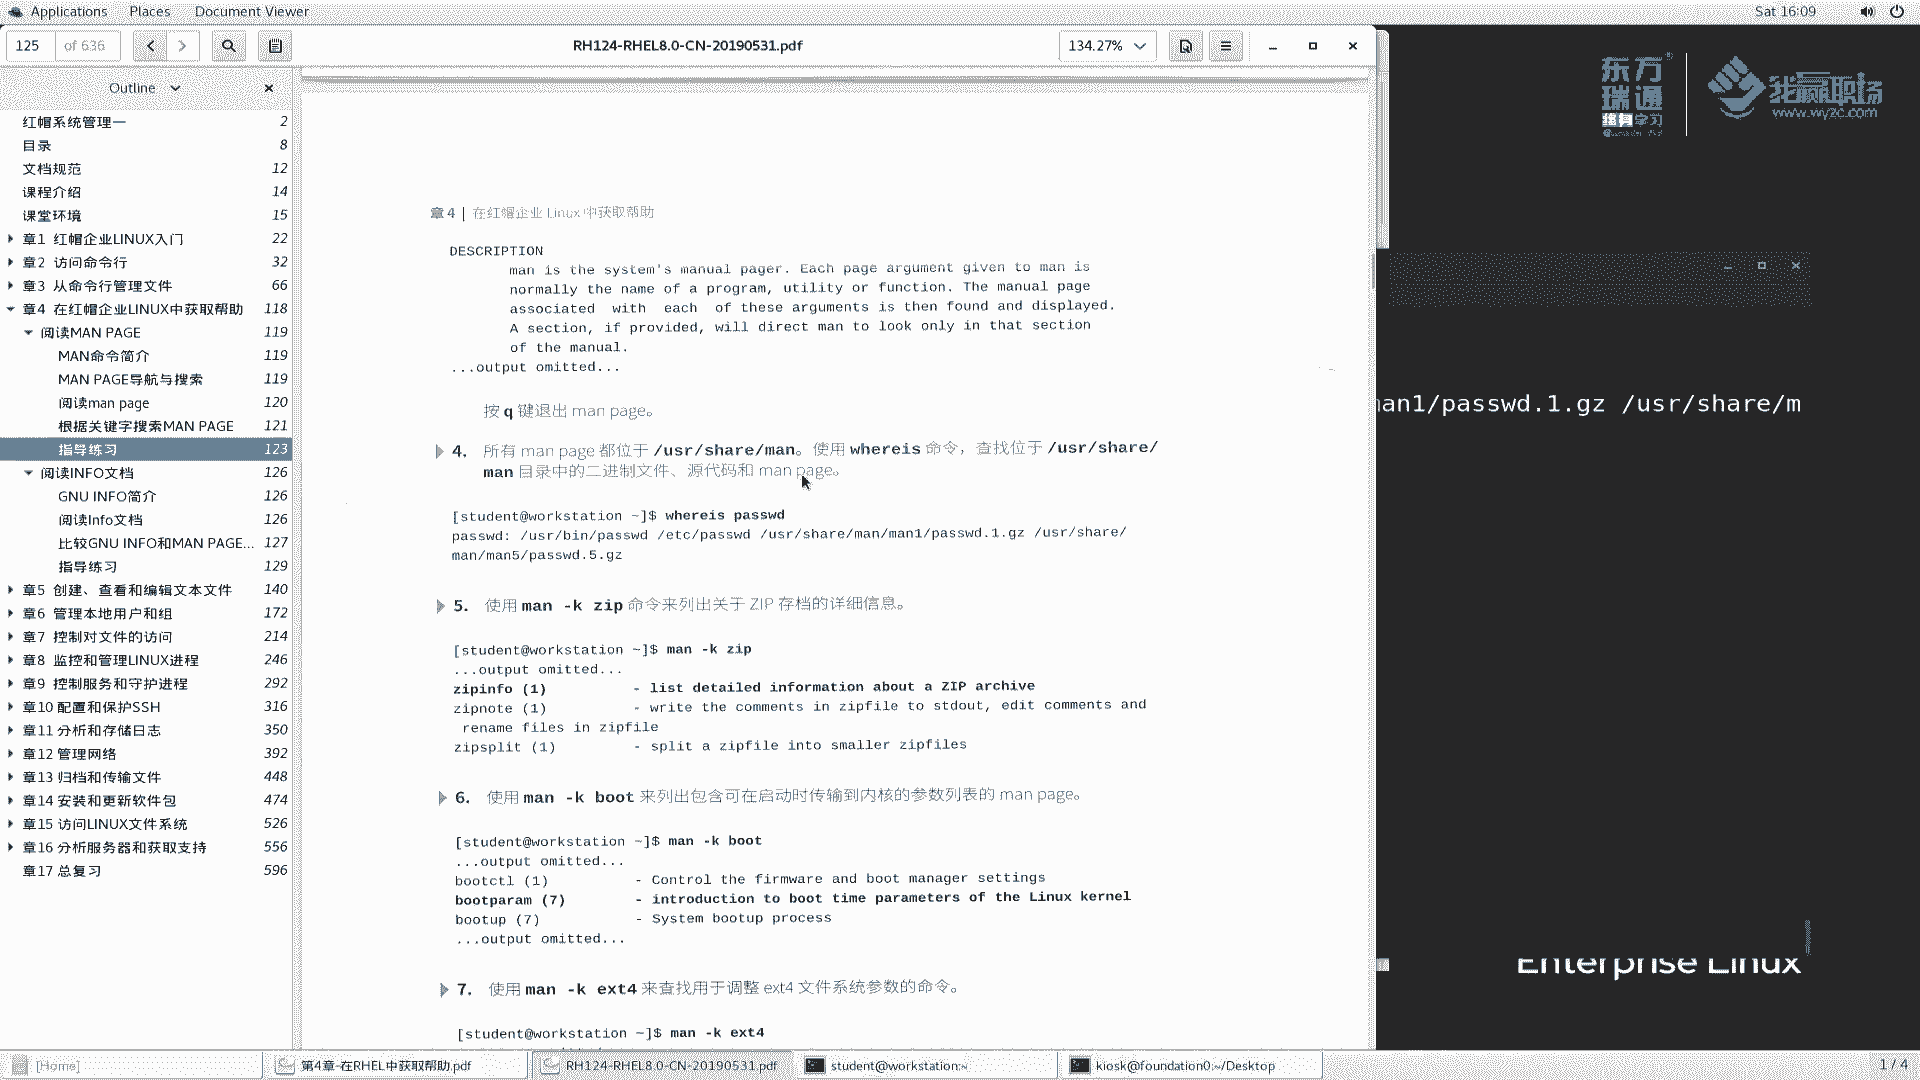 Applications Places Document Viewer Sat 16:09
125 of 636 RH124-RHEL8.0-CN-20190531.pdf 134.27%
Outline
红帽系统管理一 2
目录 8
文档规范 12
课程介绍 14
课堂环境 15
章1 红帽企业LINUX入门 22
章2 访问命令行 32
章3 从命令行管理文件 66
章4 在红帽企业LINUX中获取帮助 118
阅读MAN PAGE 119
MAN命令简介 119
MAN PAGE导航与搜索 119
阅读man page 120
根据关键字搜索MAN PAGE 121
指导练习 123
阅读INFO文档 126
GNU INFO简介 126
阅读Info文档 126
比较GNU INFO和MAN PAGE... 127
指导练习 129
章5 创建、查看和编辑文本文件 140
章6 管理本地用户和组 172
章7 控制对文件的访问 214
章8 监控和管理LINUX进程 246
章9 控制服务和守护进程 292
章10 配置和保护SSH 316
章11 分析和存储日志 350
章12 管理网络 392
章13 归档和传输文件 448
章14 安装和更新软件包 474
章15 访问LINUX文件系统 526
章16 分析服务器和获取支持 556
章17 总复习 596
章 4 | 在红帽企业 Linux 中获取帮助
DESCRIPTION
man is the system's manual pager. Each page argument given to man is
normally the name of a program, utility or function. The manual page
associated with each of these arguments is then found and displayed.
A section, if provided, will direct man to look only in that section
of the manual.
...output omitted...
按 q 键退出 man page。
4. 所有 man page 都位于 /usr/share/man。使用 whereis 命令，查找位于 /usr/share/
man 目录中的二进制文件、源代码和 man page。
[student@workstation ~]$ whereis passwd
passwd: /usr/bin/passwd /etc/passwd /usr/share/man/man1/passwd.1.gz /usr/share/
man/man5/passwd.5.gz
5. 使用 man -k zip 命令来列出关于 ZIP 存档的详细信息。
[student@workstation ~]$ man -k zip
...output omitted...
zipinfo (1) - list detailed information about a ZIP archive
zipnote (1) - write the comments in zipfile to stdout, edit comments and
rename files in zipfile
zipsplit (1) - split a zipfile into smaller zipfiles
6. 使用 man -k boot 来列出包含可在启动时传输到内核的参数列表的 man page。
[student@workstation ~]$ man -k boot
...output omitted...
bootctl (1) - Control the firmware and boot manager settings
bootparam (7) - introduction to boot time parameters of the Linux kernel
bootup (7) - System bootup process
...output omitted...
7. 使用 man -k ext4 来查找用于调整 ext4 文件系统参数的命令。
[student@workstation ~]$ man -k ext4
东方
瑞通
终身学习
我赢职场
www.wyzc.com
man1/passwd.1.gz /usr/share/m
Enterprise Linux
[Home] 第4章-在RHEL中获取帮助.pdf RH124-RHEL8.0-CN-20190531.pdf student@workstation:~ kiosk@foundation0:~/Desktop 1 / 4